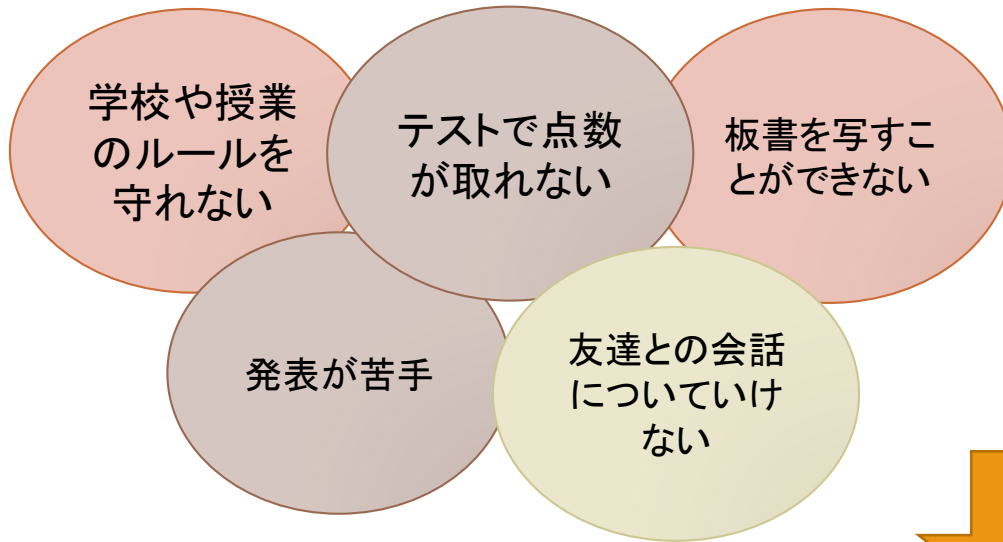 学校や授業
のルールを
守れない
テストで点数
が取れない
板書を写すこ
とができない
発表が苦手
友達との会話
についていけ
ない